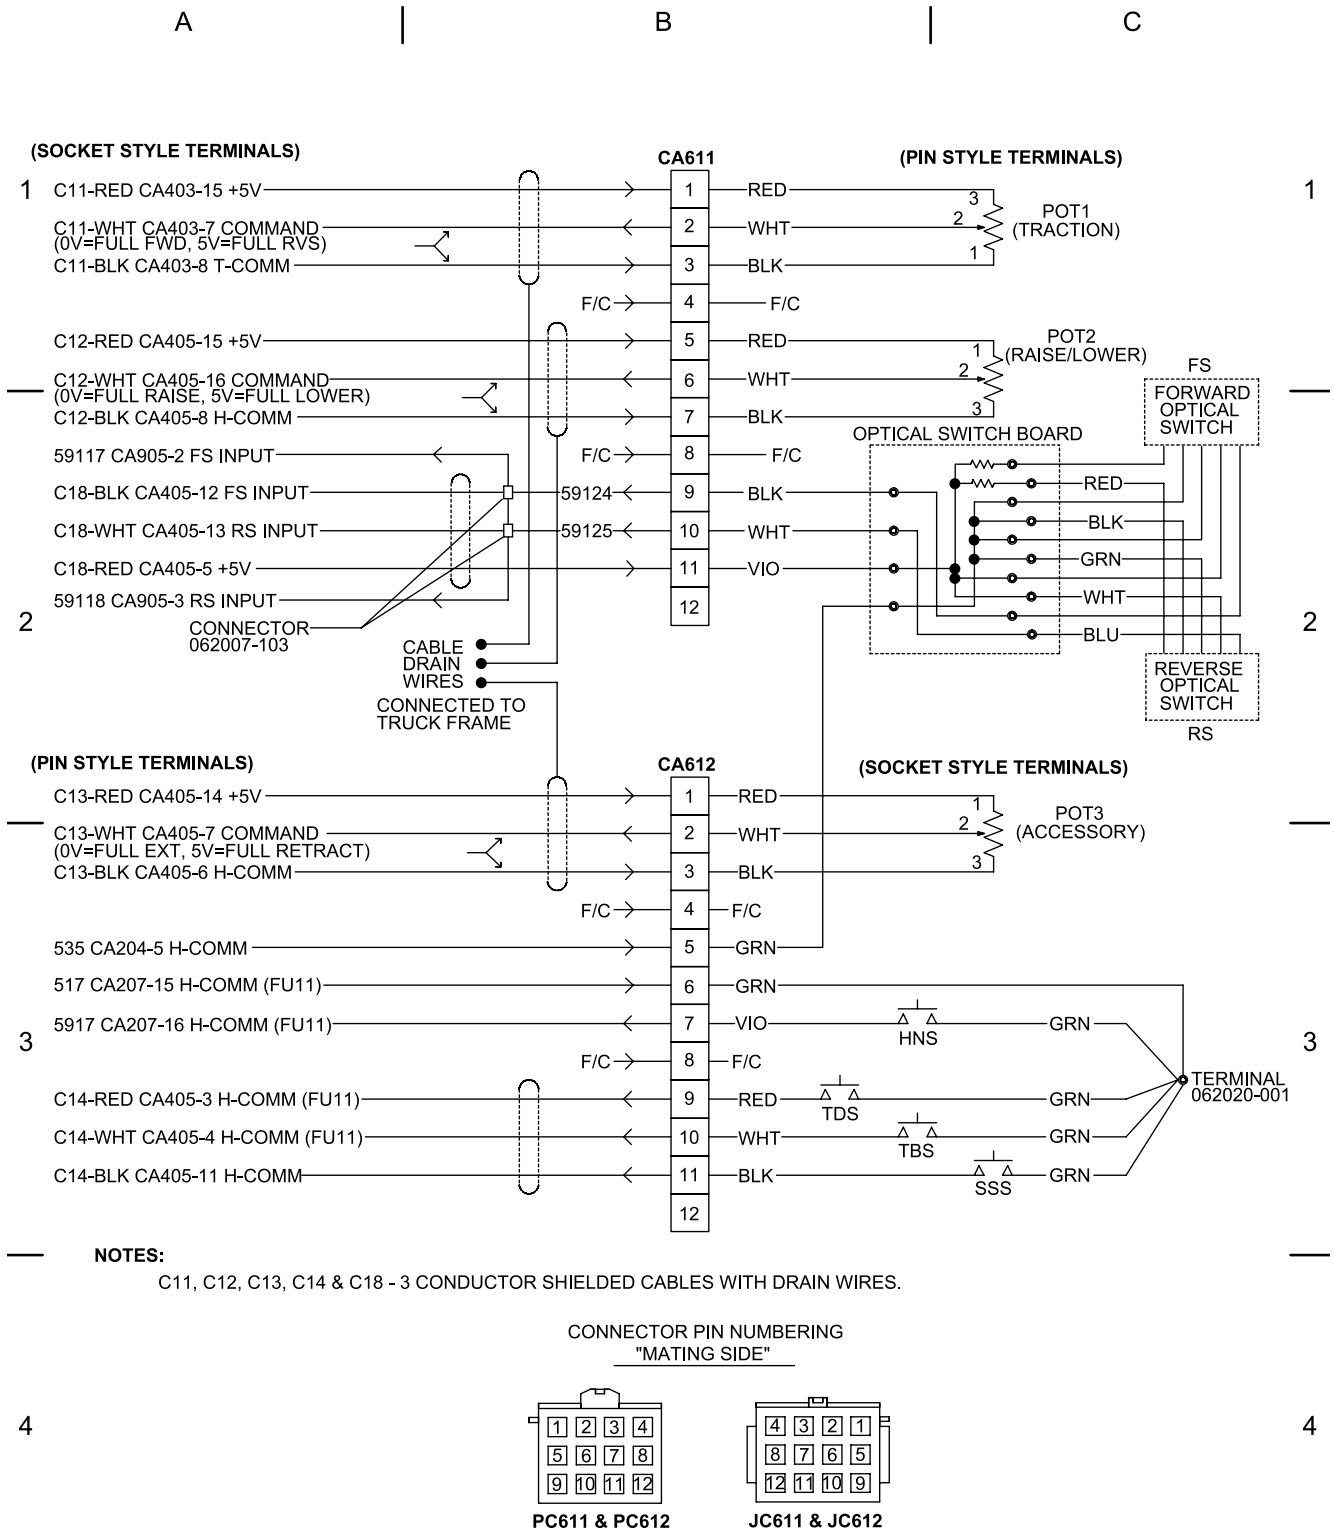 A B C
(SOCKET STYLE TERMINALS) CA611 (PIN STYLE TERMINALS)
1 C11-RED CA403-15 +5V 1 RED 3 1
POT1
C11-WHT CA403-7 COMMAND 2 WHT 2 (TRACTION)
(0V=FULL FWD, 5V=FULL RVS)
C11-BLK CA403-8 T-COMM 3 BLK 1
F/C 4 F/C
C12-RED CA405-15 +5V 5 RED 1
POT2
(RAISE/LOWER)
C12-WHT CA405-16 COMMAND 6 WHT 2
(0V=FULL RAISE, 5V=FULL LOWER)
C12-BLK CA405-8 H-COMM 7 BLK 3
FS
FORWARD
OPTICAL
SWITCH
OPTICAL SWITCH BOARD
59117 CA905-2 FS INPUT F/C 8 F/C
RED
C18-BLK CA405-12 FS INPUT 59124 9 BLK
BLK
C18-WHT CA405-13 RS INPUT 59125 10 WHT
GRN
C18-RED CA405-5 +5V 11 VIO
WHT
59118 CA905-3 RS INPUT 12
2 2
BLU
CONNECTOR
062007-103
CABLE
DRAIN
WIRES
CONNECTED TO
TRUCK FRAME
REVERSE
OPTICAL
SWITCH
RS
(PIN STYLE TERMINALS) CA612 (SOCKET STYLE TERMINALS)
C13-RED CA405-14 +5V 1 RED 1
POT3
(ACCESSORY)
C13-WHT CA405-7 COMMAND 2 WHT 2
(0V=FULL EXT, 5V=FULL RETRACT)
C13-BLK CA405-6 H-COMM 3 BLK 3
F/C 4 F/C
535 CA204-5 H-COMM 5 GRN
517 CA207-15 H-COMM (FU11) 6 GRN
5917 CA207-16 H-COMM (FU11) 7 VIO HNS GRN
3 3
F/C 8 F/C
TERMINAL
062020-001
C14-RED CA405-3 H-COMM (FU11) 9 RED TDS GRN
C14-WHT CA405-4 H-COMM (FU11) 10 WHT TBS GRN
C14-BLK CA405-11 H-COMM 11 BLK SSS GRN
12
NOTES:
C11, C12, C13, C14 & C18 - 3 CONDUCTOR SHIELDED CABLES WITH DRAIN WIRES.
CONNECTOR PIN NUMBERING
"MATING SIDE"
4 4
1 2 3 4 4 3 2 1
5 6 7 8 8 7 6 5
9 10 11 12 12 11 10 9
PC611 & PC612 JC611 & JC612